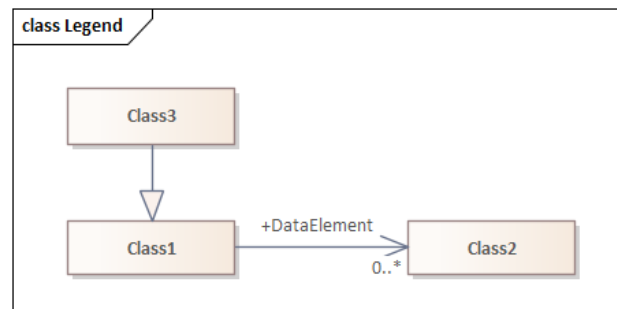 class Legend
Class3
+DataElement
Class1
Class2
0..*